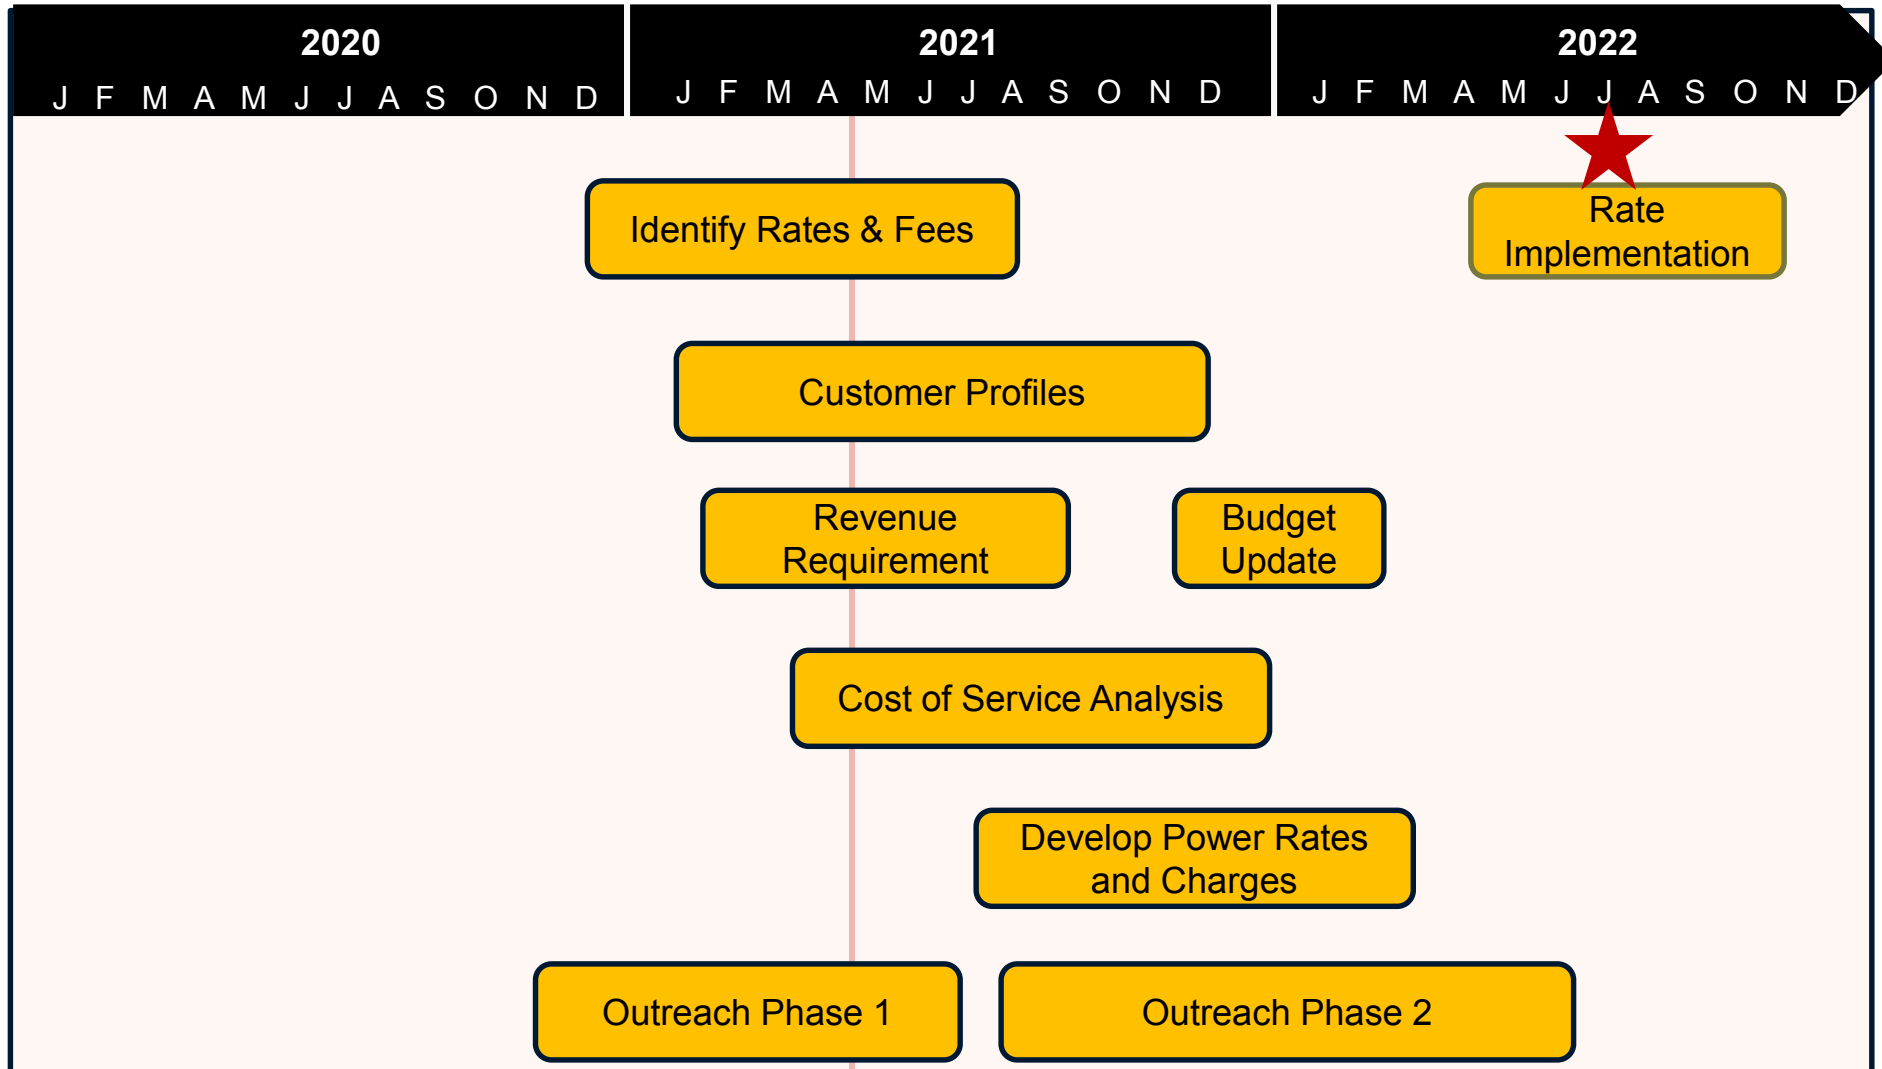 2020 2021 2022
J F M A M J J A S O N D J F M A M J J A S O N D J F M A M J J A S O N D
Identify Rates & Fees
Rate
Implementation
Customer Profiles
Revenue
Requirement
Budget
Update
Cost of Service Analysis
Develop Power Rates
and Charges
Outreach Phase 1
Outreach Phase 2